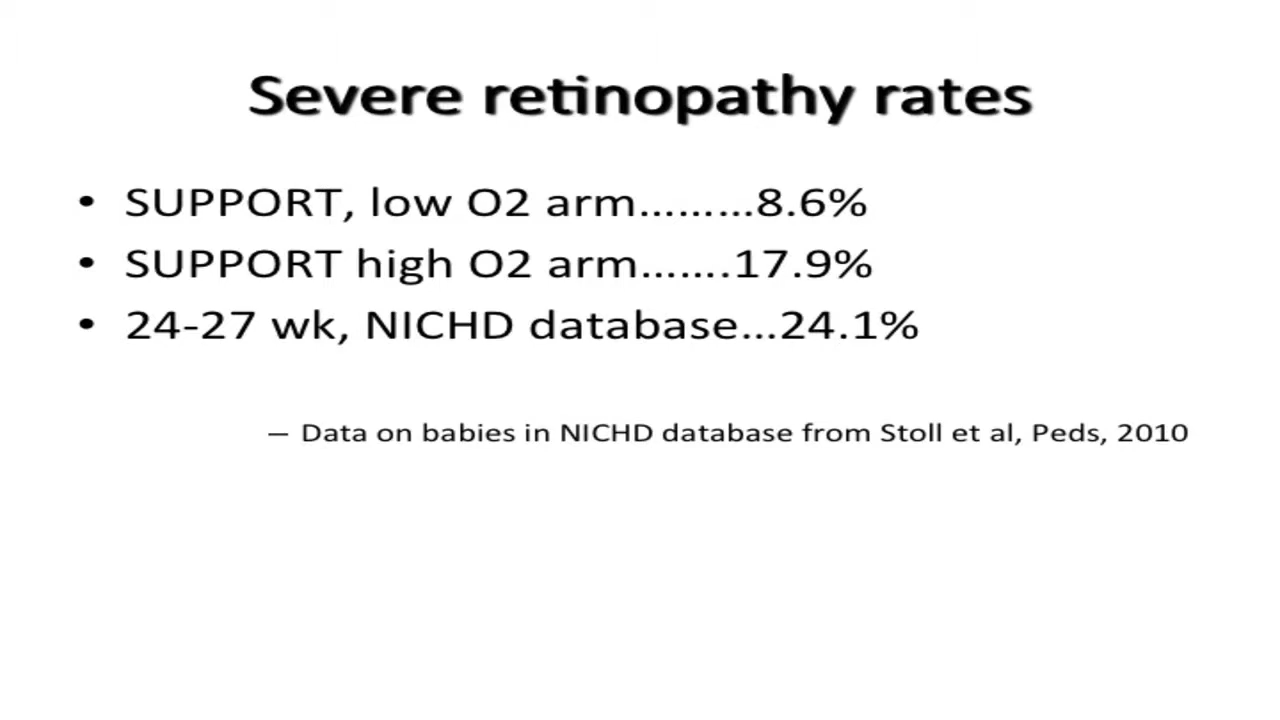 Severe retinopathy rates
• SUPPORT, low O2 arm………8.6%
• SUPPORT high O2 arm…….17.9%
• 24-27 wk, NICHD database…24.1%
– Data on babies in NICHD database from Stoll et al, Peds, 2010